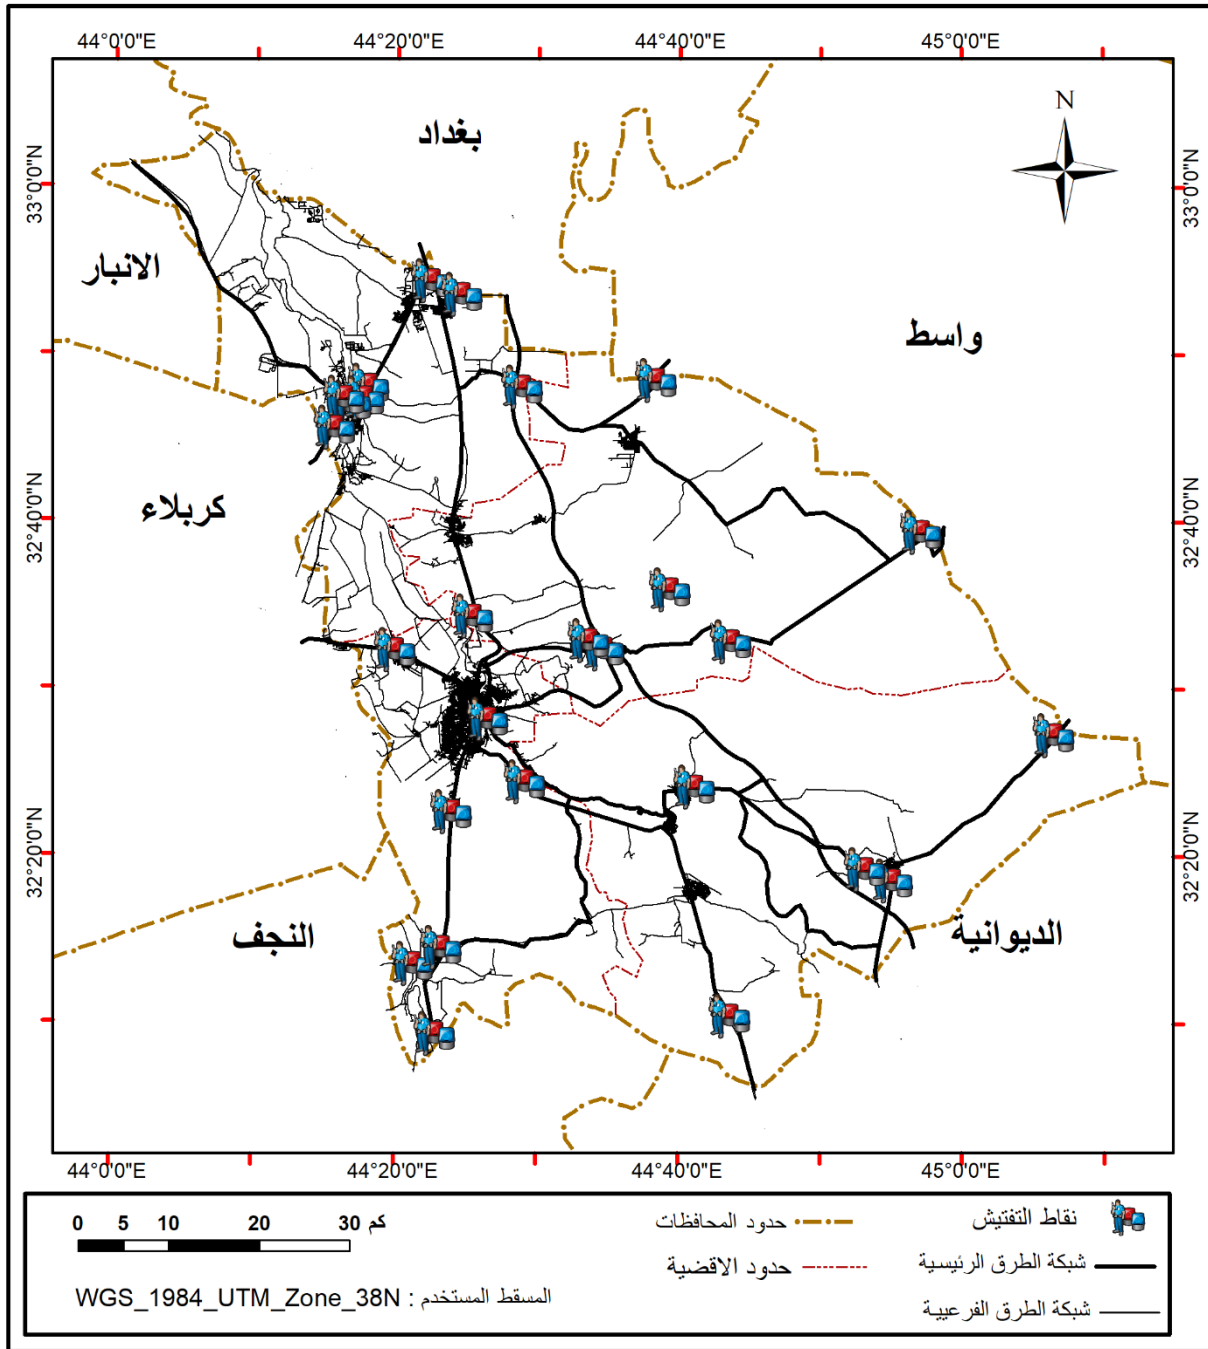 44°0'0"E 44°20'0"E 44°40'0"E 45°0'0"E
N
بغداد
33°0'0"N 33°0'0"N
الانبار
واسط
كربلاء
32°40'0"N 32°40'0"N
32°20'0"N 32°20'0"N
النجف
الديوانية
44°0'0"E 44°20'0"E 44°40'0"E 45°0'0"E
نقاط التفتيش
حدود المحافظات
0 5 10 20 30 كم
شبكة الطرق الرئيسية
حدود الاقضية
المسقط المستخدم : WGS_1984_UTM_Zone_38N
شبكة الطرق الفرعيية